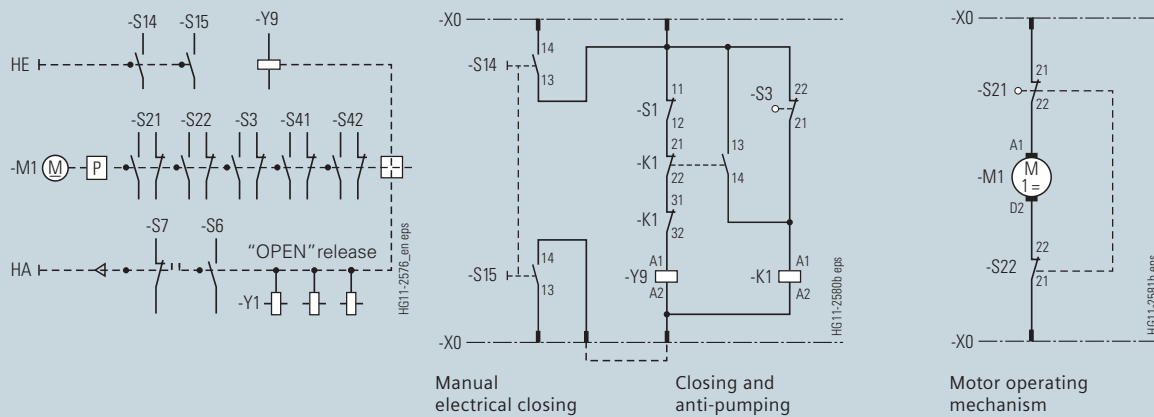 -S14 -S15 -Y9
HE
-S21 -S22 -S3 -S41 -S42
-M1 M P
-S7 -S6
"OPEN" release
HA
-Y1
HG11-2576_en eps
-X0
14
-S14
13
11
-S1
12
22
-S3
21
21
-K1
22
13
14
31
-K1
32
14
-S15
13
A1
-Y9
A2
A1
-K1
A2
HG11-2580b eps
-X0
Manual
electrical closing
Closing and
anti-pumping
-X0
21
-S21
22
A1
-M1
M
1 =
D2
22
-S22
21
HG11-2581b eps
-X0
Motor operating
mechanism